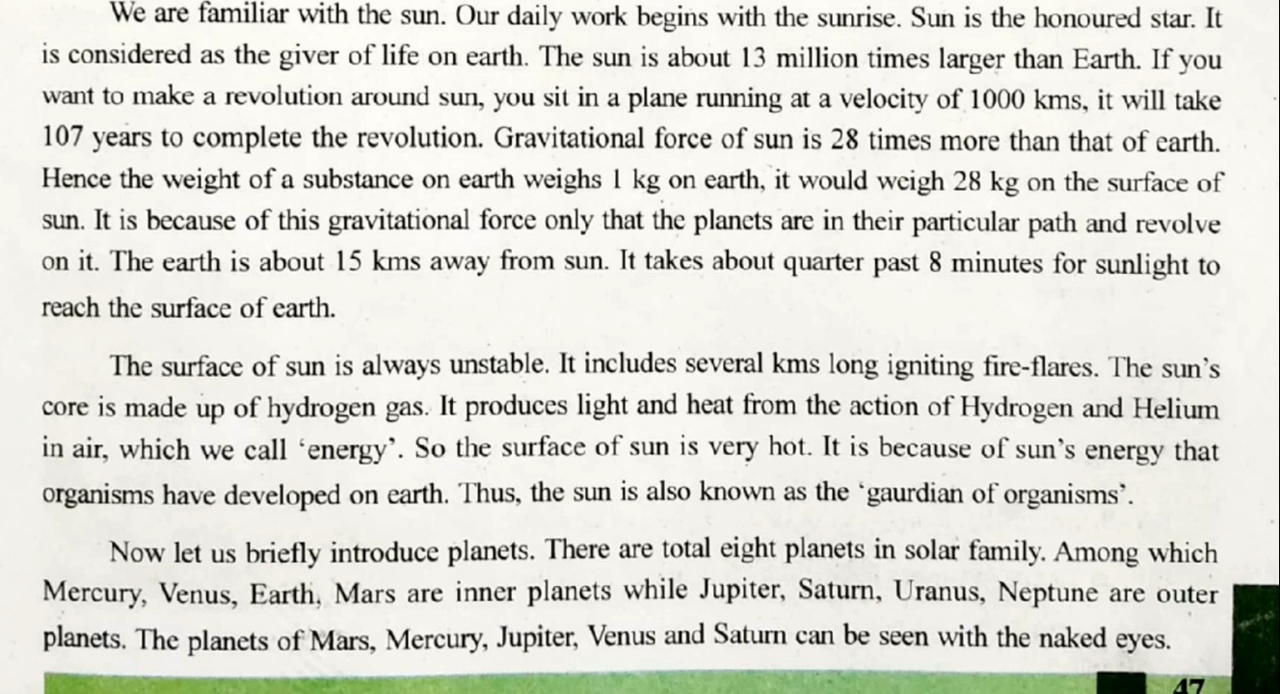 We are familiar with the sun. Our daily work begins with the sunrise. Sun is the honoured star. It
is considered as the giver of life on earth. The sun is about 13 million times larger than Earth. If you
want to make a revolution around sun, you sit in a plane running at a velocity of 1000 kms, it will take
107 years to complete the revolution. Gravitational force of sun is 28 times more than that of earth.
Hence the weight of a substance on earth weighs 1 kg on earth, it would weigh 28 kg on the surface of
sun. It is because of this gravitational force only that the planets are in their particular path and revolve
on it. The earth is about 15 kms away from sun. It takes about quarter past 8 minutes for sunlight to
reach the surface of earth.
The surface of sun is always unstable. It includes several kms long igniting fire-flares. The sun's
core is made up of hydrogen gas. It produces light and heat from the action of Hydrogen and Helium
in air, which we call 'energy'. So the surface of sun is very hot. It is because of sun's energy that
organisms have developed on earth. Thus, the sun is also known as the 'gaurdian of organisms'.
Now let us briefly introduce planets. There are total eight planets in solar family. Among which
Mercury, Venus, Earth, Mars are inner planets while Jupiter, Saturn, Uranus, Neptune are outer
planets. The planets of Mars, Mercury, Jupiter, Venus and Saturn can be seen with the naked eyes.
47